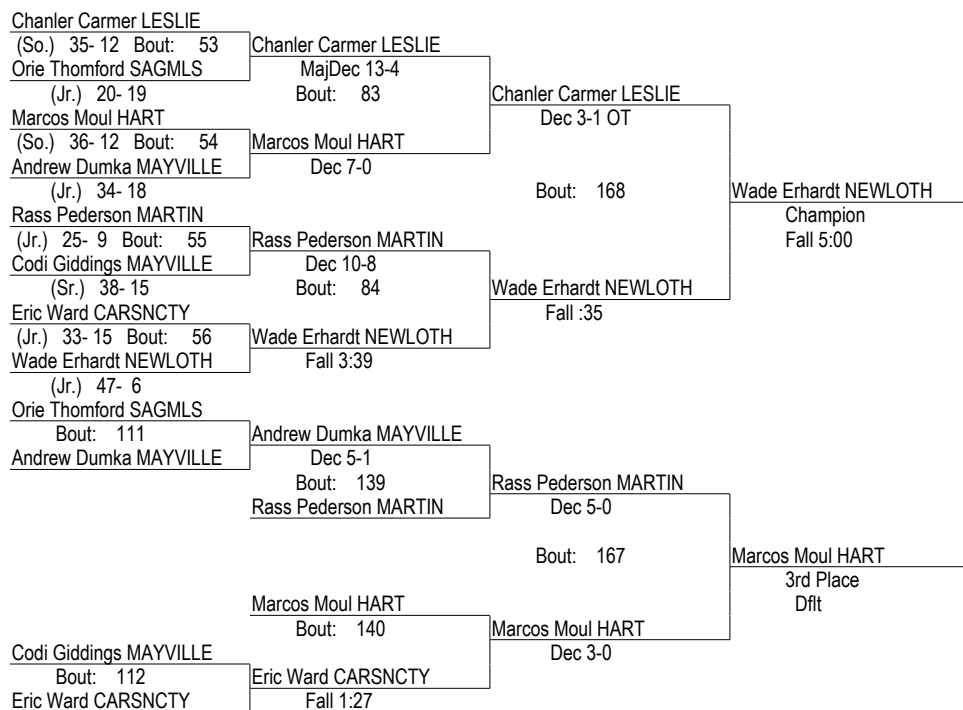 Chanler Carmer LESLIE
(So.) 35- 12 Bout: 53 Chanler Carmer LESLIE
Orie Thomford SAGMLS MajDec 13-4
(Jr.) 20- 19 Bout: 83 Chanler Carmer LESLIE
Marcos Moul HART Dec 3-1 OT
(So.) 36- 12 Bout: 54 Marcos Moul HART
Andrew Dumka MAYVILLE Dec 7-0
(Jr.) 34- 18 Bout: 168 Wade Erhardt NEWLOTH
Rass Pederson MARTIN Champion
(Jr.) 25- 9 Bout: 55 Rass Pederson MARTIN Fall 5:00
Codi Giddings MAYVILLE Dec 10-8
(Sr.) 38- 15 Bout: 84 Wade Erhardt NEWLOTH
Eric Ward CARSNCTY Fall :35
(Jr.) 33- 15 Bout: 56 Wade Erhardt NEWLOTH
Wade Erhardt NEWLOTH Fall 3:39
(Jr.) 47- 6
Orie Thomford SAGMLS
Bout: 111 Andrew Dumka MAYVILLE
Andrew Dumka MAYVILLE Dec 5-1
Bout: 139 Rass Pederson MARTIN
Rass Pederson MARTIN Dec 5-0
Bout: 167 Marcos Moul HART
3rd Place
Marcos Moul HART Dflt
Bout: 140 Marcos Moul HART
Codi Giddings MAYVILLE Dec 3-0
Bout: 112 Eric Ward CARSNCTY
Eric Ward CARSNCTY Fall 1:27